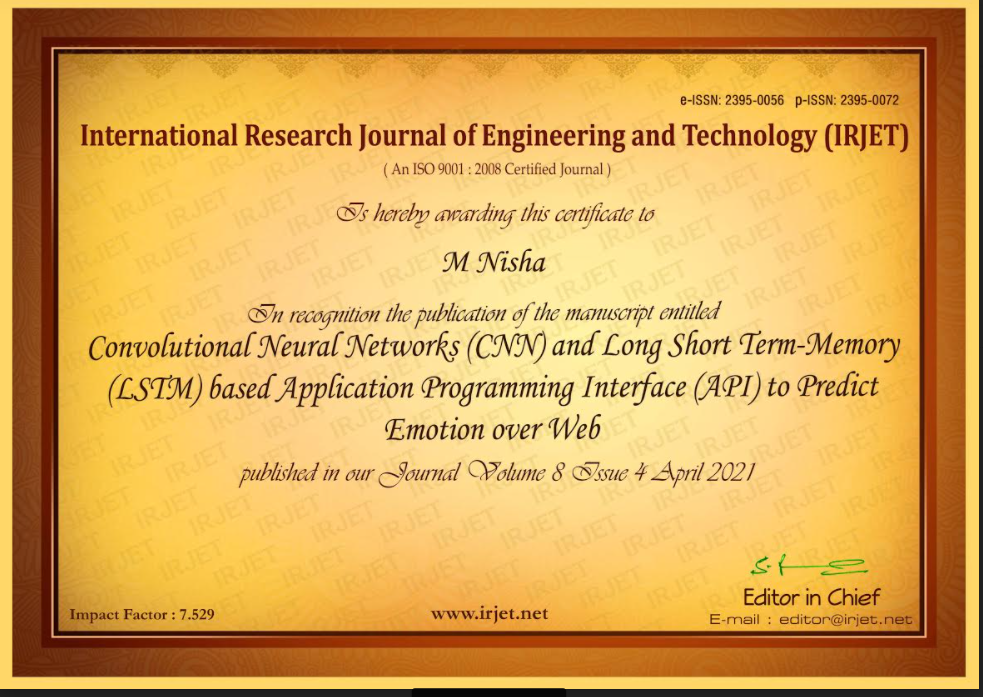 e-ISSN: 2395-0056 p-ISSN: 2395-0072
International Research Journal of Engineering and Technology (IRJET)
( An ISO 9001 : 2008 Certified Journal )
Is hereby awarding this certificate to
M Nisha
In recognition the publication of the manuscript entitled
Convolutional Neural Networks (CNN) and Long Short Term-Memory
(LSTM) based Application Programming Interface (API) to Predict
Emotion over Web
published in our Journal Volume 8 Issue 4 April 2021
Impact Factor : 7.529
www.irjet.net
Editor in Chief
E-mail : editor@irjet.net